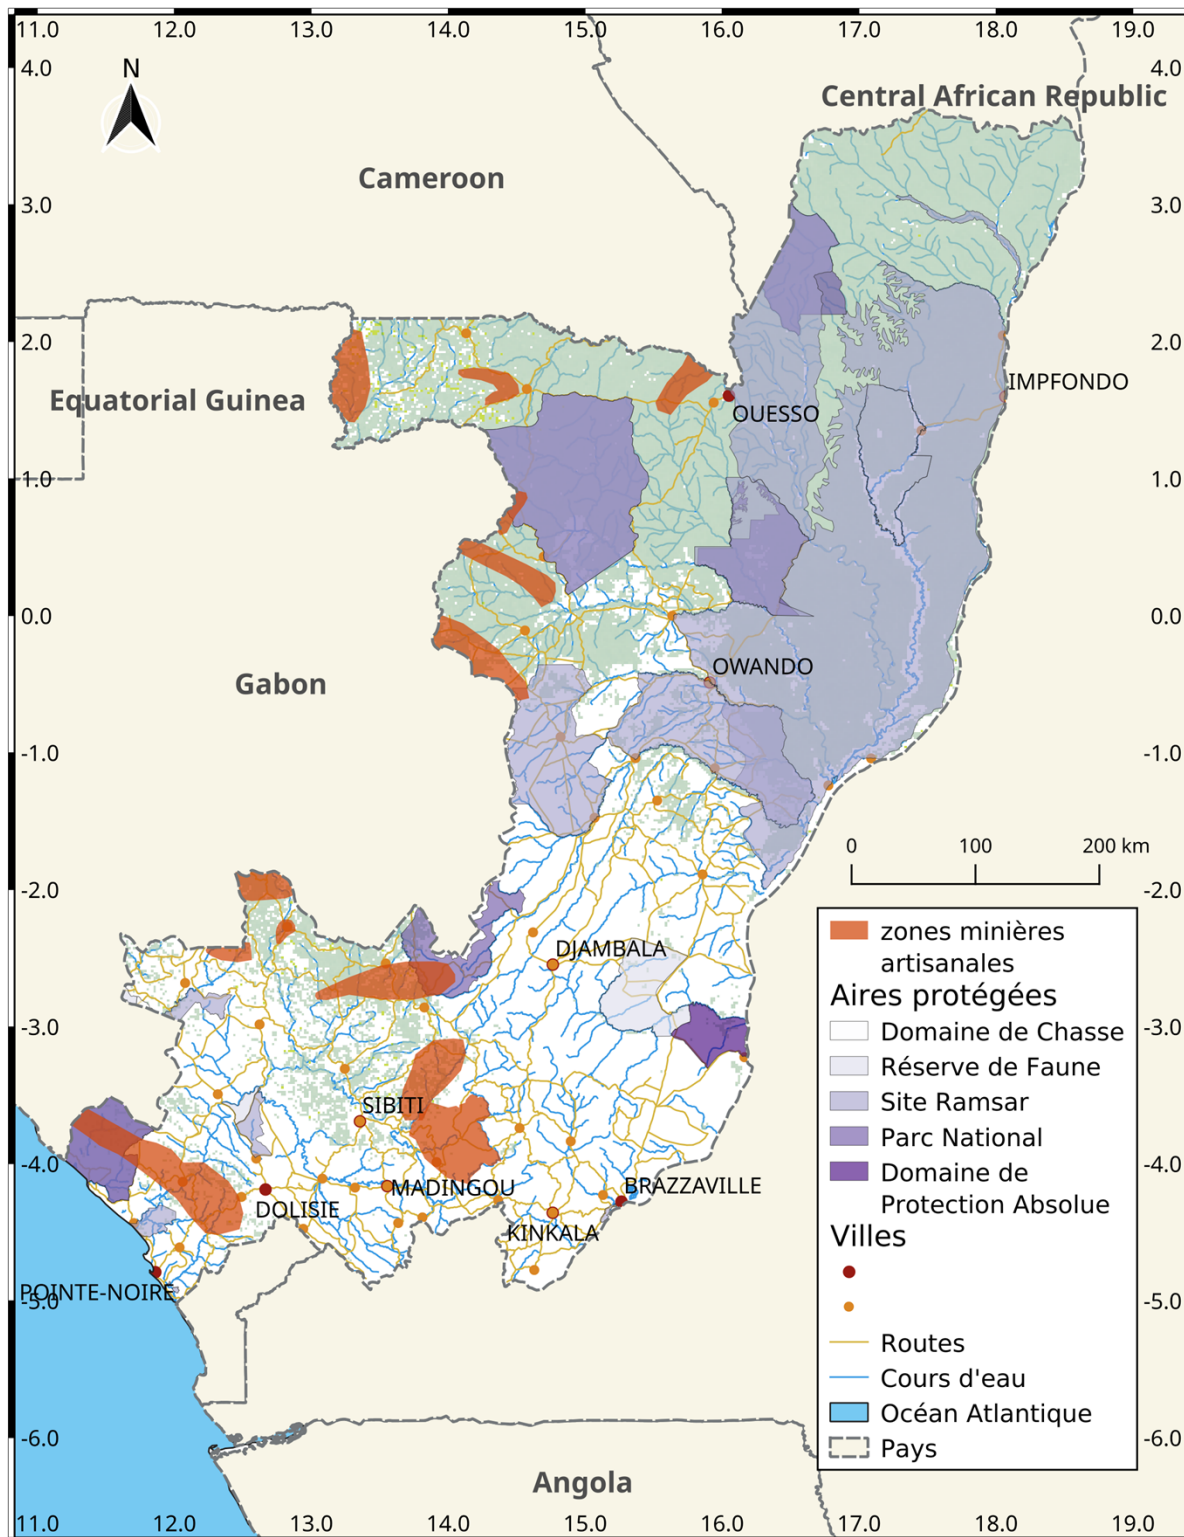 11.0 12.0 13.0 14.0 15.0 16.0 17.0 18.0 19.0
4.0 4.0
N
Central African Republic
Cameroon
3.0 3.0
2.0 2.0
IMPFONDO
Equatorial Guinea
OUESSO
1.0 1.0
0.0 0.0
OWANDO
Gabon
-1.0 -1.0
0 100 200 km
-2.0 -2.0
DJAMBALA
-3.0 -3.0
SIBITI
-4.0 -4.0
MADINGOU
BRAZZAVILLE
DOLISIE
KINKALA
POINTE-NOIRE
-5.0 -5.0
-6.0 -6.0
Angola
11.0 12.0 13.0 14.0 15.0 16.0 17.0 18.0 19.0
zones minières
artisanales
Aires protégées
Domaine de Chasse
Réserve de Faune
Site Ramsar
Parc National
Domaine de
Protection Absolue
Villes
Routes
Cours d'eau
Océan Atlantique
Pays